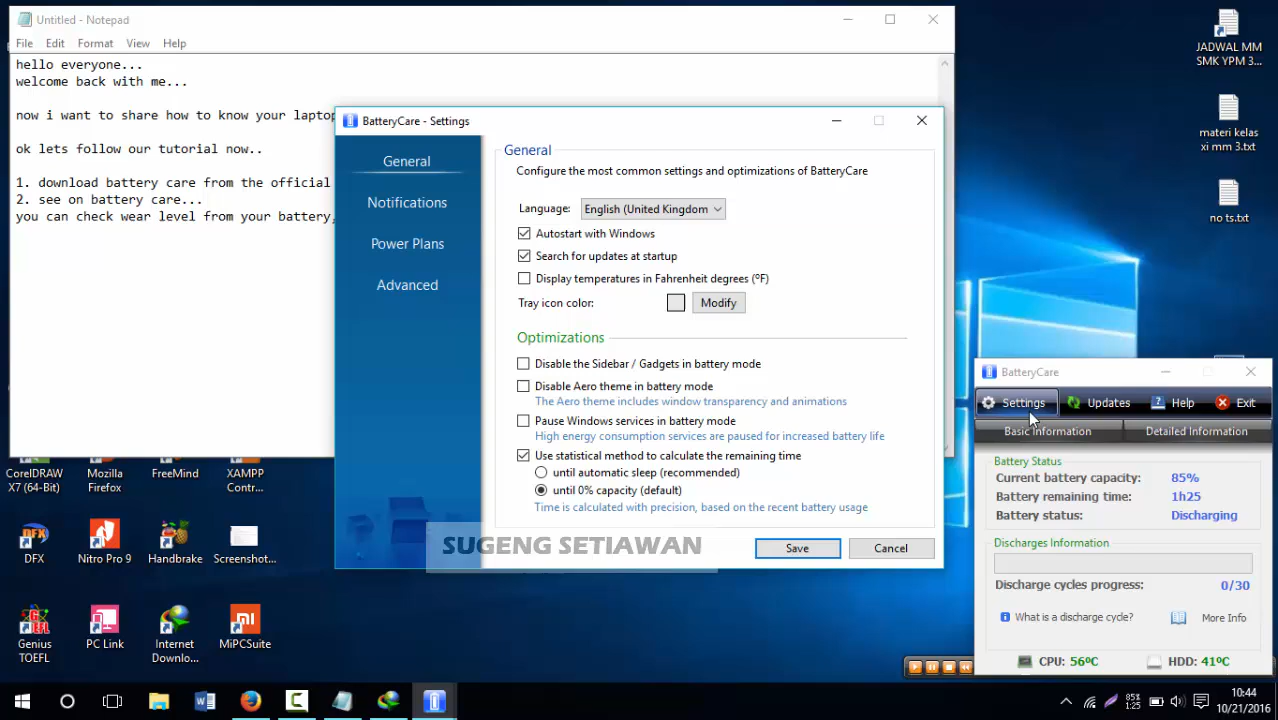 Untitled - Notepad
File Edit Format View Help
hello everyone...
welcome back with me...
now i want to share how to know your laptop
ok lets follow our tutorial now..
1. download battery care from the official
2. see on battery care...
you can check wear level from your battery,
BatteryCare - Settings
General
Notifications
Power Plans
Advanced
General
Configure the most common settings and optimizations of BatteryCare
Language: English (United Kingdom
Autostart with Windows
Search for updates at startup
Display temperatures in Fahrenheit degrees (ºF)
Tray icon color: Modify
Optimizations
Disable the Sidebar / Gadgets in battery mode
Disable Aero theme in battery mode
The Aero theme includes window transparency and animations
Pause Windows services in battery mode
High energy consumption services are paused for increased battery life
Use statistical method to calculate the remaining time
until automatic sleep (recommended)
until 0% capacity (default)
Time is calculated with precision, based on the recent battery usage
Save Cancel
SUGENG SETIAWAN
JADWAL MM
SMK YPM 3...
materi kelas
xi mm 3.txt
no ts.txt
BatteryCare
Settings Updates Help Exit
Basic Information Detailed Information
Battery Status
Current battery capacity: 85%
Battery remaining time: 1h25
Battery status: Discharging
Discharges Information
Discharge cycles progress: 0/30
What is a discharge cycle? More Info
CPU: 56ºC HDD: 41ºC
CorelDRAW
X7 (64-Bit)
Mozilla
Firefox
FreeMind
XAMPP
Contr...
DFX
Nitro Pro 9
Handbrake
Screenshot...
Genius
TOEFL
PC Link
Internet
Downlo...
MiPCSuite
85%
1:25
10:44
10/21/2016